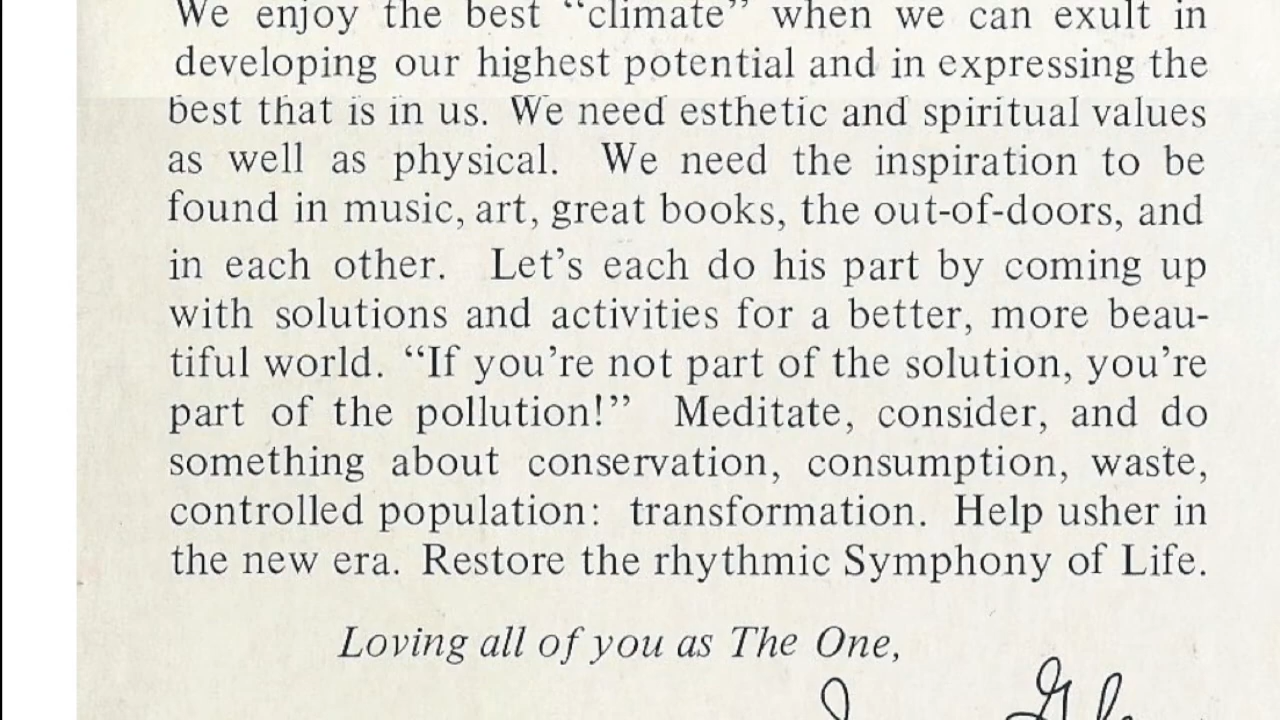 We enjoy the best “climate” when we can exult in
developing our highest potential and in expressing the
best that is in us. We need esthetic and spiritual values
as well as physical. We need the inspiration to be
found in music, art, great books, the out-of-doors, and
in each other. Let’s each do his part by coming up
with solutions and activities for a better, more beau-
tiful world. “If you’re not part of the solution, you’re
part of the pollution!” Meditate, consider, and do
something about conservation, consumption, waste,
controlled population: transformation. Help usher in
the new era. Restore the rhythmic Symphony of Life.
Loving all of you as The One,